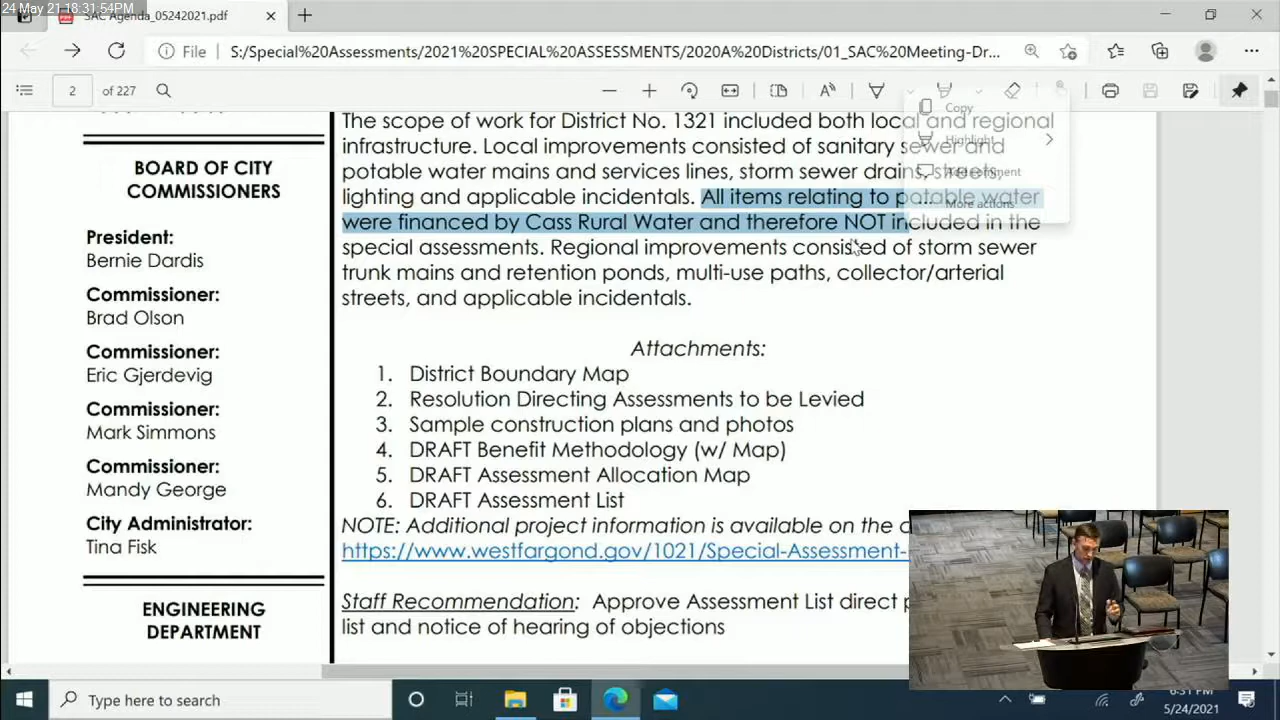 24 May 21 18:31:54PM
SAC Agenda_05242021.pdf
File
S:/Special%20Assessments/2021%20SPECIAL%20ASSESSMENTS/2020A%20Districts/01_SAC%20Meeting-Dr...
2 of 227
The scope of work for District No. 1321 included both local and regional
infrastructure. Local improvements consisted of sanitary sewer and
potable water mains and services lines, storm sewer drains, streets,
lighting and applicable incidentals. All items relating to potable water
were financed by Cass Rural Water and therefore NOT included in the
special assessments. Regional improvements consisted of storm sewer
trunk mains and retention ponds, multi-use paths, collector/arterial
streets, and applicable incidentals.
Copy
Highlight
Add comment
More actions
BOARD OF CITY
COMMISSIONERS
President:
Bernie Dardis
Commissioner:
Brad Olson
Commissioner:
Eric Gjerdevig
Commissioner:
Mark Simmons
Commissioner:
Mandy George
City Administrator:
Tina Fisk
ENGINEERING
DEPARTMENT
Attachments:
1. District Boundary Map
2. Resolution Directing Assessments to be Levied
3. Sample construction plans and photos
4. DRAFT Benefit Methodology (w/ Map)
5. DRAFT Assessment Allocation Map
6. DRAFT Assessment List
NOTE: Additional project information is available on the
https://www.westfargond.gov/1021/Special-Assessment-
Staff Recommendation: Approve Assessment List direct
list and notice of hearing of objections
Type here to search
6:31 PM
5/24/2021